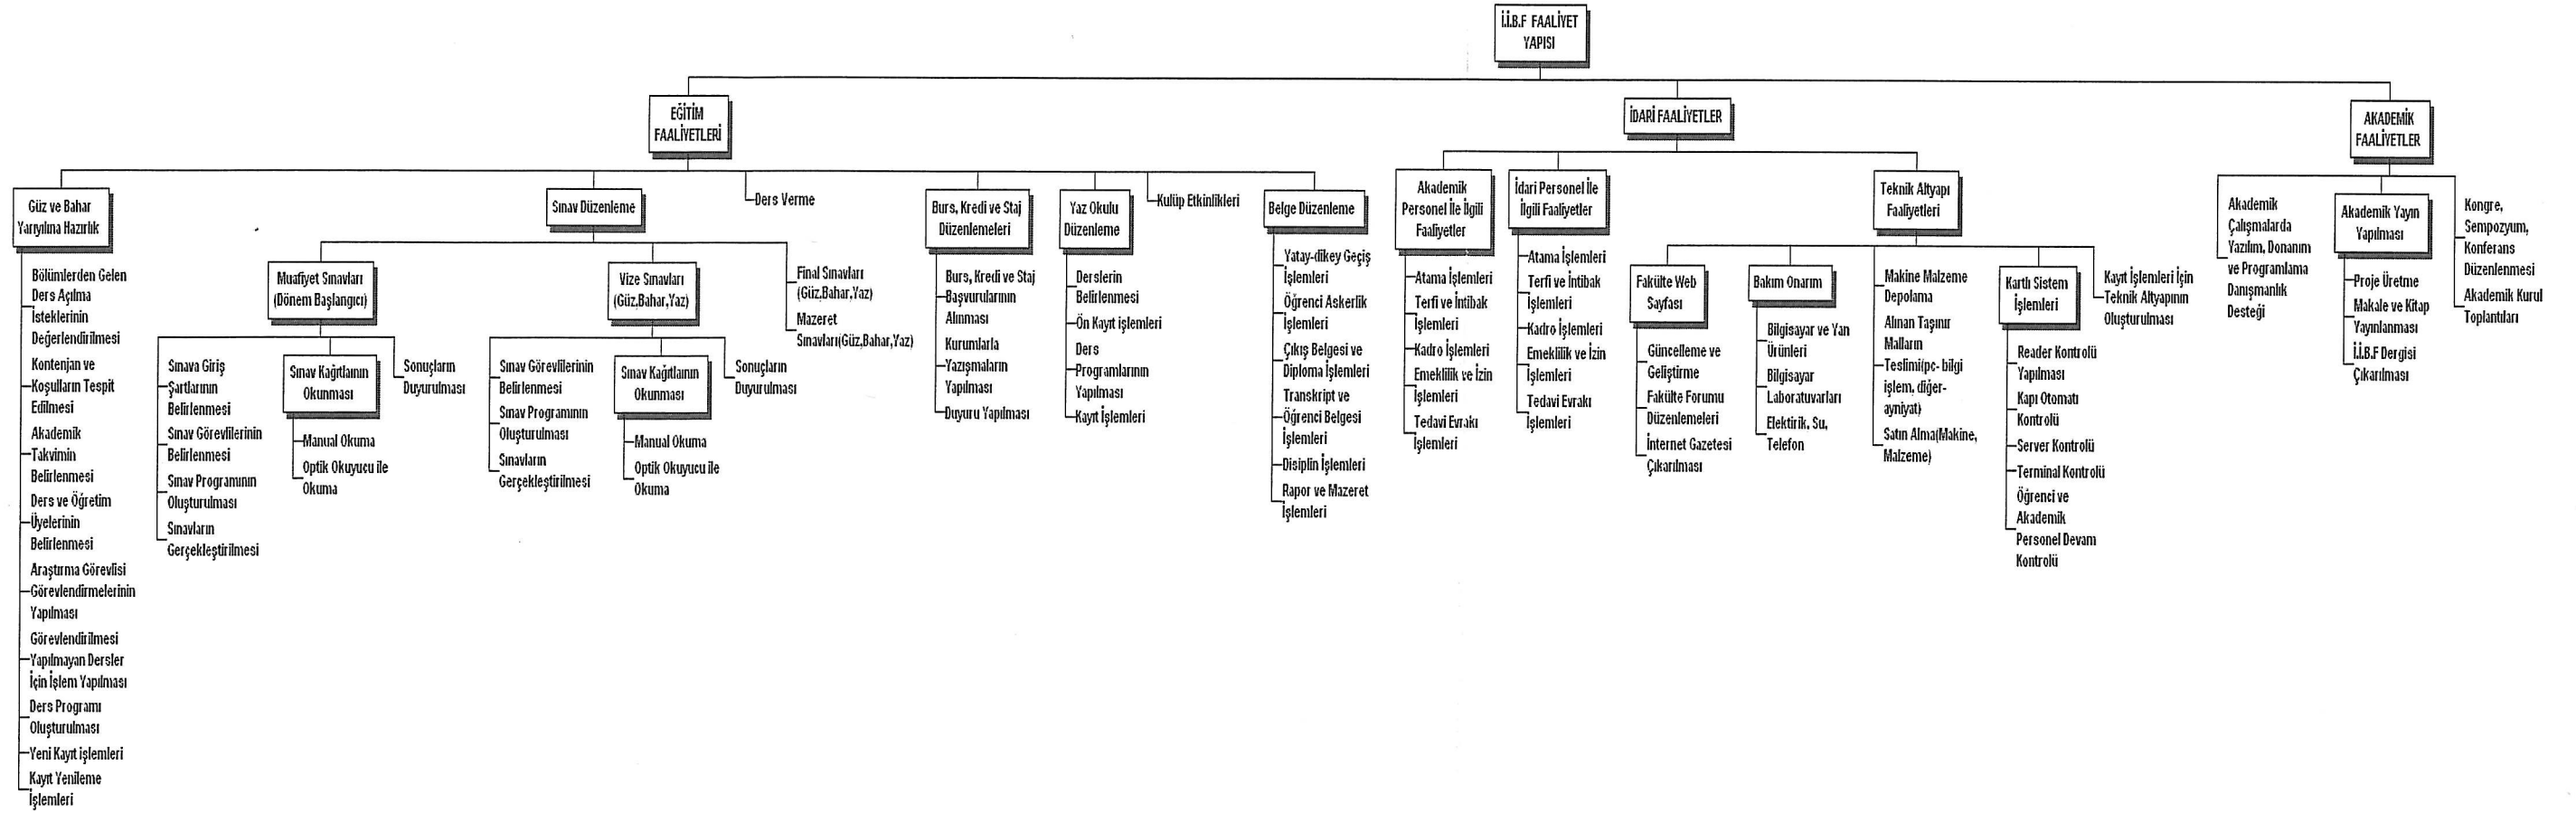 İ.İ.B.F FAALİYET
YAPISI
EĞİTİM
FAALİYETLERİ
İDARİ FAALİYETLER
AKADEMİK
FAALİYETLER
Güz ve Bahar
Yarıyılına Hazırlık
Bölümlerden Gelen
Ders Açılma
İsteklerinin
Değerlendirilmesi
Kontenjan ve
Koşulların Tespit
Edilmesi
Akademik
Takvimin
Belirlenmesi
Ders ve Öğretim
Üyelerinin
Belirlenmesi
Araştırma Görevlisi
Görevlendirmelerinin
Yapılması
Görevlendirilmesi
Yapılmayan Dersler
İçin İşlem Yapılması
Ders Programı
Oluşturulması
Yeni Kayıt işlemleri
Kayıt Yenileme
İşlemleri
Sınav Düzenleme
Muafiyet Sınavları
(Dönem Başlangıcı)
Sınava Giriş
Şartlarının
Belirlenmesi
Sınav Görevlilerinin
Belirlenmesi
Sınav Programının
Oluşturulması
Sınavların
Gerçekleştirilmesi
Sınav Kağıtlaının
Okunması
Manual Okuma
Optik Okuyucu ile
Okuma
Sonuçların
Duyurulması
Vize Sınavları
(Güz,Bahar,Yaz)
Sınav Görevlilerinin
Belirlenmesi
Sınav Programının
Oluşturulması
Sınavların
Gerçekleştirilmesi
Sınav Kağıtlaının
Okunması
Manual Okuma
Optik Okuyucu ile
Okuma
Sonuçların
Duyurulması
Final Sınavları
(Güz,Bahar,Yaz)
Mazeret
Sınavları(Güz,Bahar,Yaz)
Ders Verme
Burs, Kredi ve Staj
Düzenlemeleri
Burs, Kredi ve Staj
Başvurularının
Alınması
Kurumlarla
Yazışmaların
Yapılması
Duyuru Yapılması
Yaz Okulu
Düzenleme
Derslerin
Belirlenmesi
Ön Kayıt işlemleri
Ders
Programlarının
Yapılması
Kayıt İşlemleri
Kulüp Etkinlikleri
Belge Düzenleme
Yatay-dikey Geçiş
İşlemleri
Öğrenci Askerlik
İşlemleri
Çıkış Belgesi ve
Diploma İşlemleri
Transkript ve
Öğrenci Belgesi
İşlemleri
Disiplin İşlemleri
Rapor ve Mazeret
İşlemleri
Akademik
Personel İle İlgili
Faaliyetler
Atama İşlemleri
Terfi ve İntibak
İşlemleri
Kadro İşlemleri
Emeklilik ve İzin
İşlemleri
Tedavi Evrakı
İşlemleri
İdari Personel İle
İlgili Faaliyetler
Atama İşlemleri
Terfi ve İntibak
İşlemleri
Kadro İşlemleri
Emeklilik ve İzin
İşlemleri
Tedavi Evrakı
İşlemleri
Teknik Altyapı
Faaliyetleri
Fakülte Web
Sayfası
Güncelleme ve
Geliştirme
Fakülte Forumu
Düzenlemeleri
İnternet Gazetesi
Çıkarılması
Bakım Onarım
Bilgisayar ve Yan
Ürünleri
Bilgisayar
Laboratuvarları
Elektirik, Su,
Telefon
Makine Malzeme
Depolama
Alınan Taşınır
Malların
Teslimi(pc- bilgi
işlem, diğer-
ayniyat)
Satın Alma(Makine,
Malzeme)
Kartlı Sistem
İşlemleri
Reader Kontrolü
Yapılması
Kapı Otomatı
Kontrolü
Server Kontrolü
Terminal Kontrolü
Öğrenci ve
Akademik
Personel Devam
Kontrolü
Kayıt İşlemleri İçin
Teknik Altyapının
Oluşturulması
Akademik
Çalışmalarda
Yazılım, Donanım
ve Programlama
Danışmanlık
Desteği
Akademik Yayın
Yapılması
Proje Üretme
Makale ve Kitap
Yayınlanması
İ.İ.B.F Dergisi
Çıkarılması
Kongre,
Sempozyum,
Konferans
Düzenlenmesi
Akademik Kurul
Toplantıları